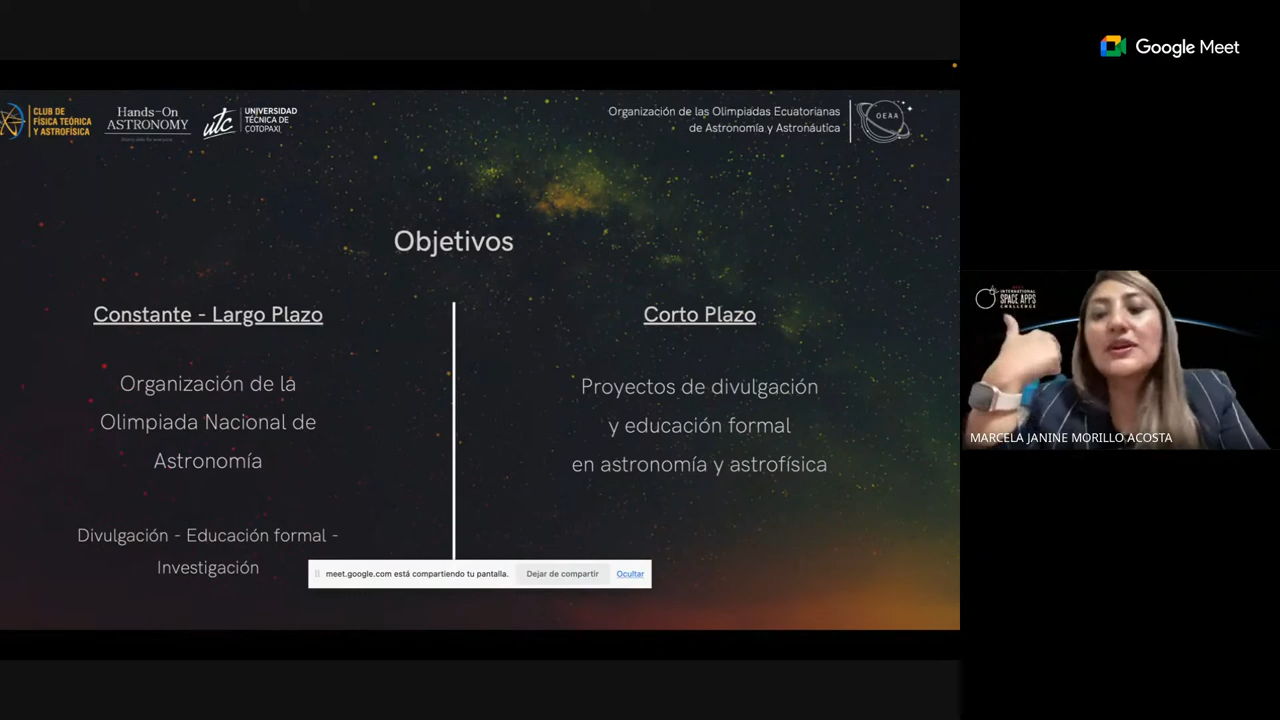 Google Meet
CLUB DE
FÍSICA TEÓRICA
Y ASTROFÍSICA
Hands-On
ASTRONOMY
utc
UNIVERSIDAD
TÉCNICA DE
COTOPAXI
Organización de las Olimpiadas Ecuatorianas
de Astronomía y Astronáutica
OEAA
Objetivos
Constante - Largo Plazo
Organización de la
Olimpiada Nacional de
Astronomía
Divulgación - Educación formal -
Investigación
Corto Plazo
Proyectos de divulgación
y educación formal
en astronomía y astrofísica
meet.google.com está compartiendo tu pantalla.
Dejar de compartir
Ocultar
INTERNATIONAL
SPACE APPS
CHALLENGE
MARCELA JANINE MORILLO ACOSTA